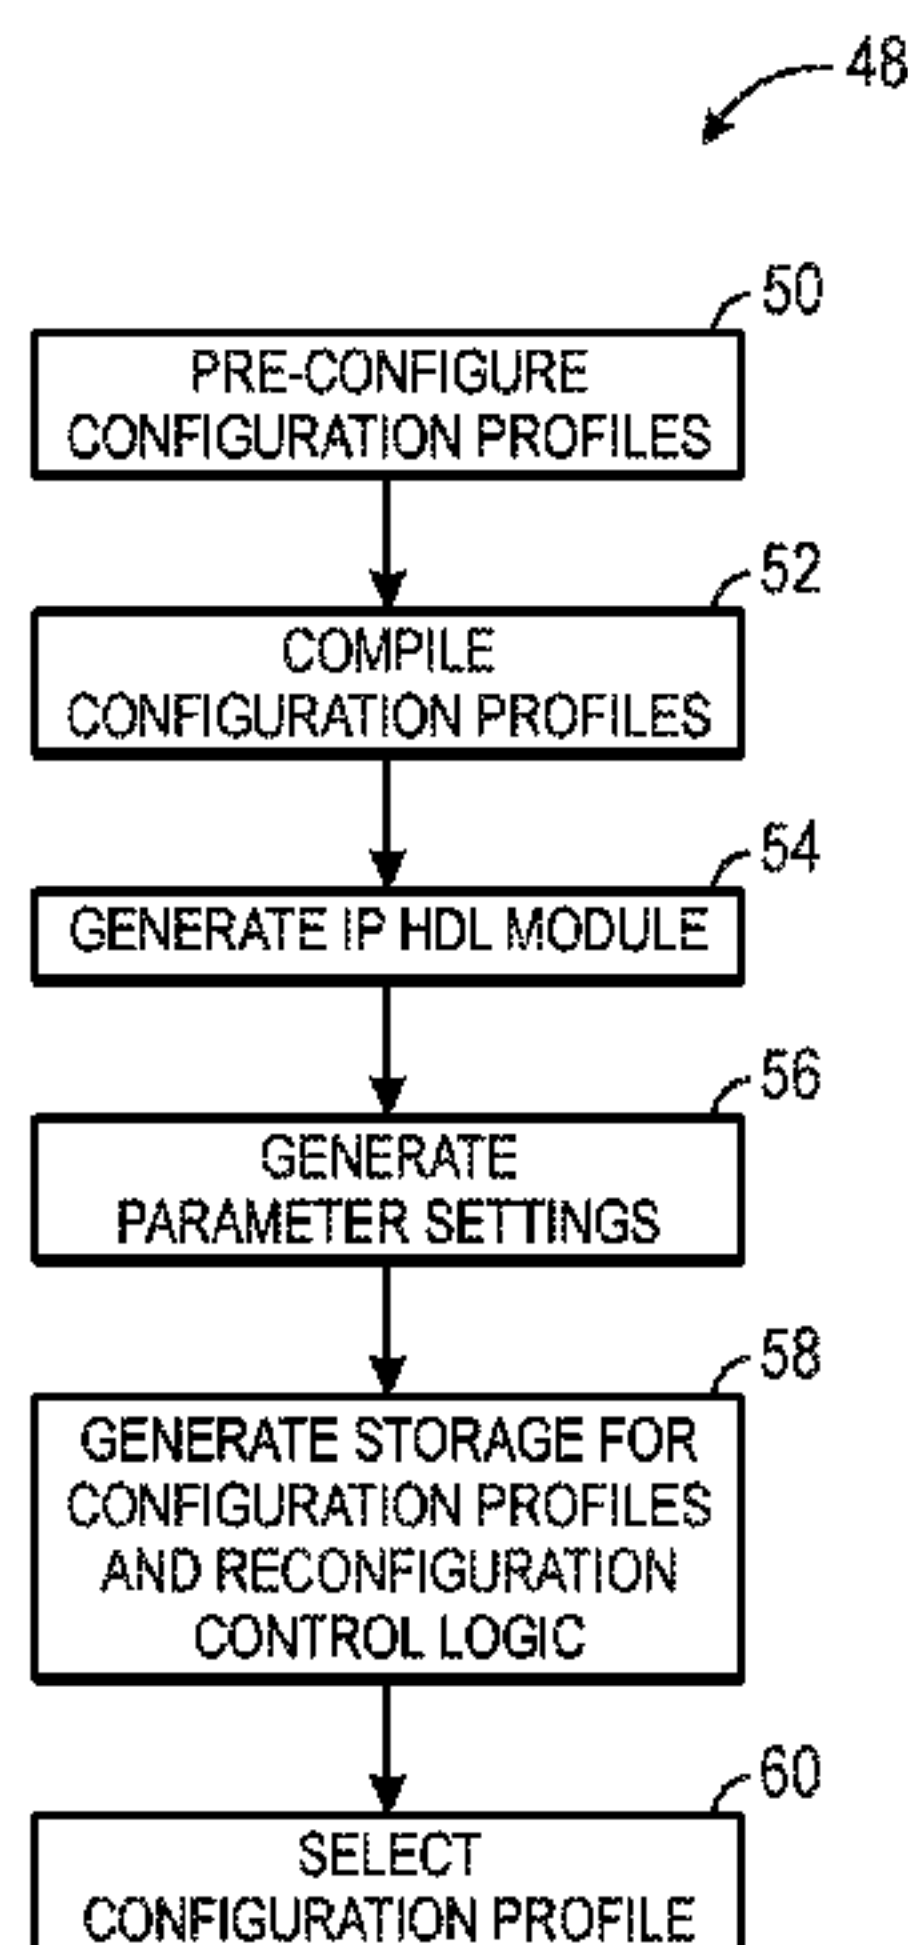 48
50
PRE-CONFIGURE
CONFIGURATION PROFILES
52
COMPILE
CONFIGURATION PROFILES
54
GENERATE IP HDL MODULE
56
GENERATE
PARAMETER SETTINGS
58
GENERATE STORAGE FOR
CONFIGURATION PROFILES
AND RECONFIGURATION
CONTROL LOGIC
60
SELECT
CONFIGURATION PROFILE